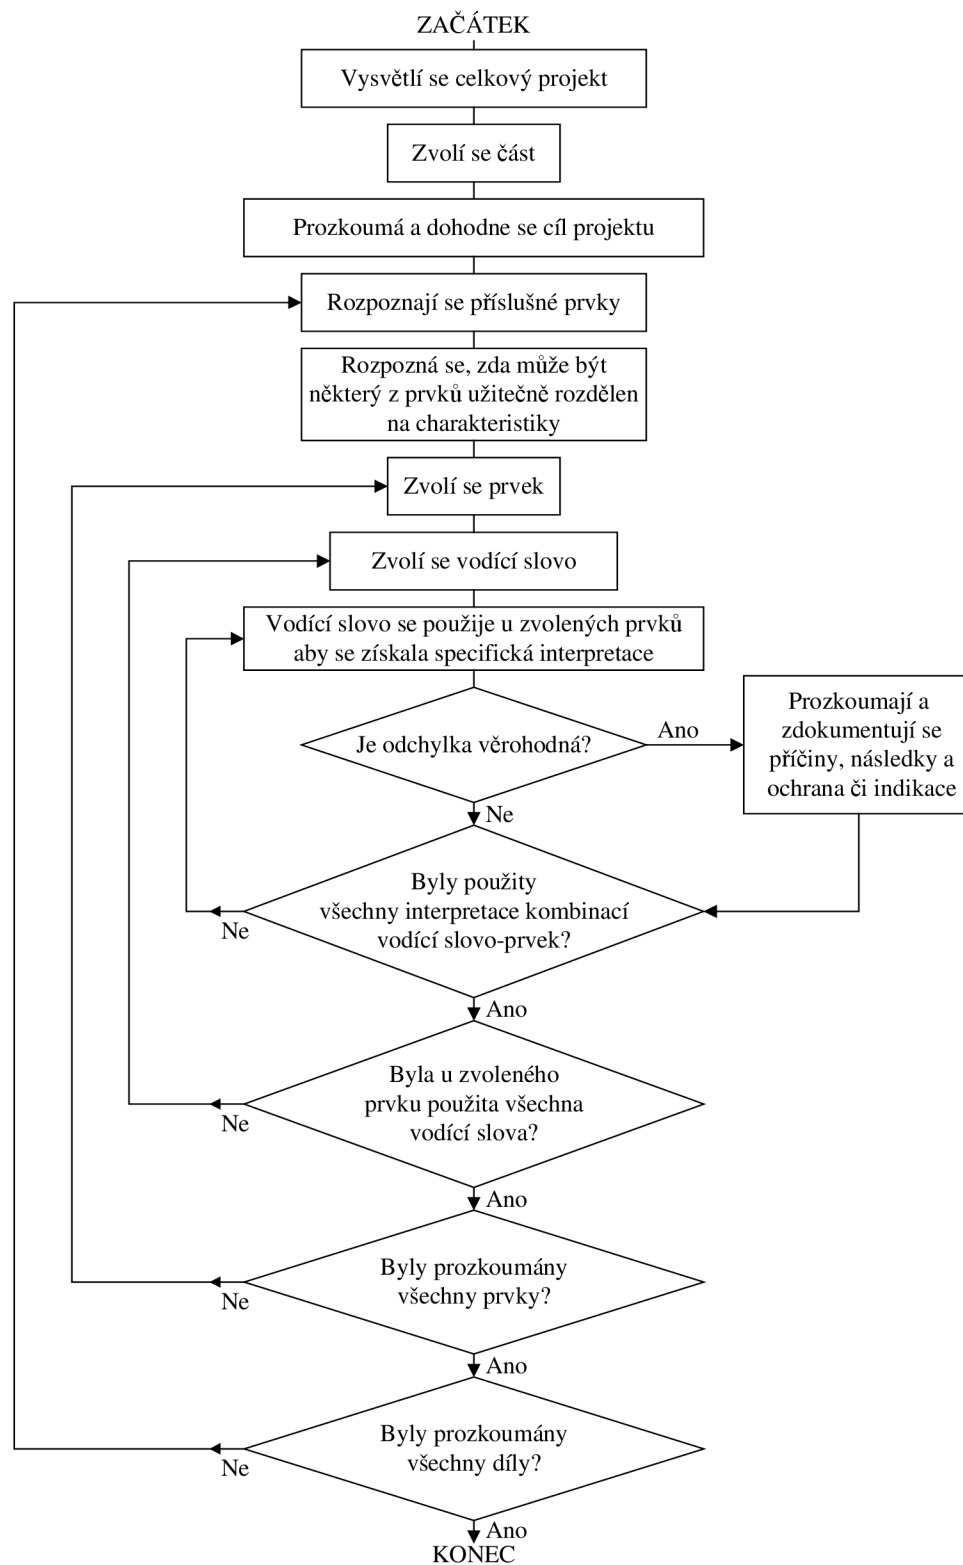 ZAČÁTEK
Vysvětlí se celkový projekt
Zvolí se část
Prozkoumá a dohodne se cíl projektu
Rozpoznají se příslušné prvky
Rozpozná se, zda může být
některý z prvků užitečně rozdělen
na charakteristiky
Zvolí se prvek
Zvolí se vodící slovo
Vodící slovo se použije u zvolených prvků
aby se získala specifická interpretace
Je odchylka věrohodná?
Ano
Prozkoumají a
zdokumentují se
příčiny, následky a
ochrana či indikace
Ne
Byly použity
všechny interpretace kombinací
vodící slovo-prvek?
Ne
Ano
Byla u zvoleného
prvku použita všechna
vodící slova?
Ne
Ano
Byly prozkoumány
všechny prvky?
Ne
Ano
Byly prozkoumány
všechny díly?
Ne
Ano
KONEC